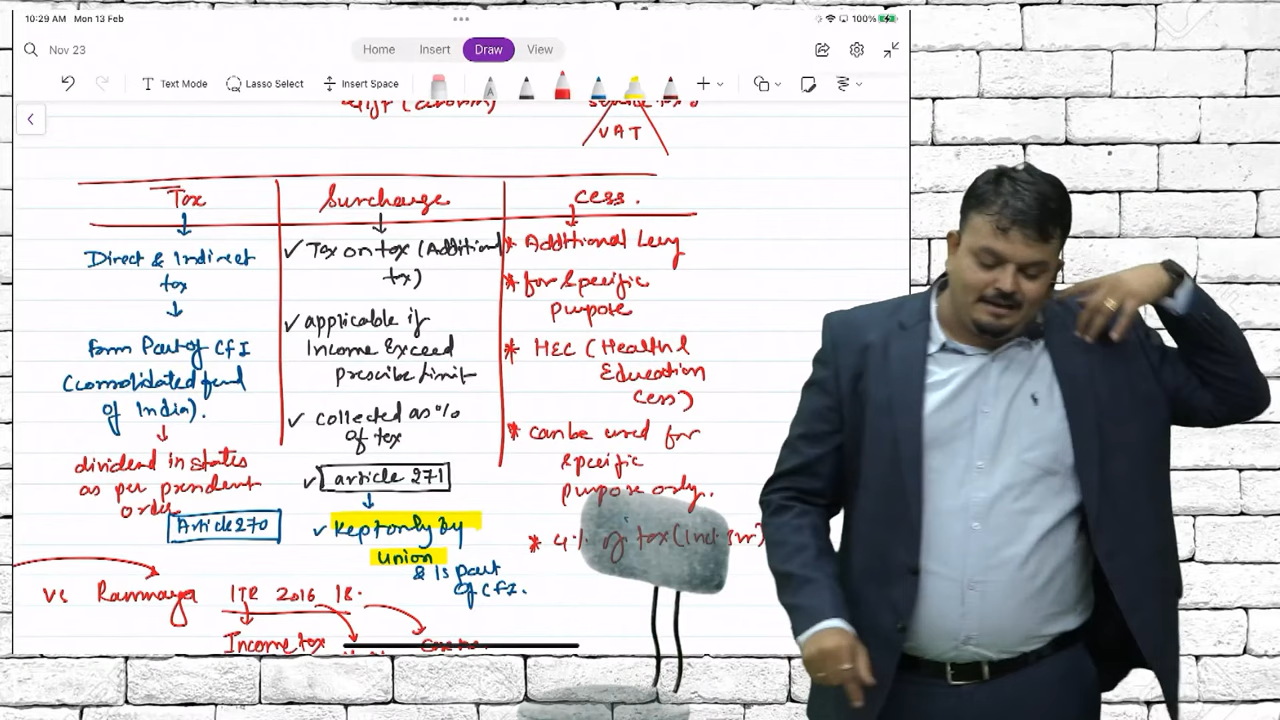 10:29 AM Mon 13 Feb
100%
Nov 23
Home Insert Draw View
Text Mode Lasso Select Insert Space
VAT
Tax
Direct & Indirect
tax
form Part of CFI
(consolidated fund
of India).
dividend in states
as per president
order
Article 270
Surcharge
Tax on tax (Additional
tax)
applicable if
Income Exceed
Prescribe Limit
collected as %
of tax
article 271
Kept only by
union
& is part
of CFI.
Cess.
Additional Levy
for specific
purpose
HEC (Health &
Education
Cess)
can be used for
specific
purpose only.
4% of tax (incl. sur)
vs Rammaya ITR 2016 18.
Income tax